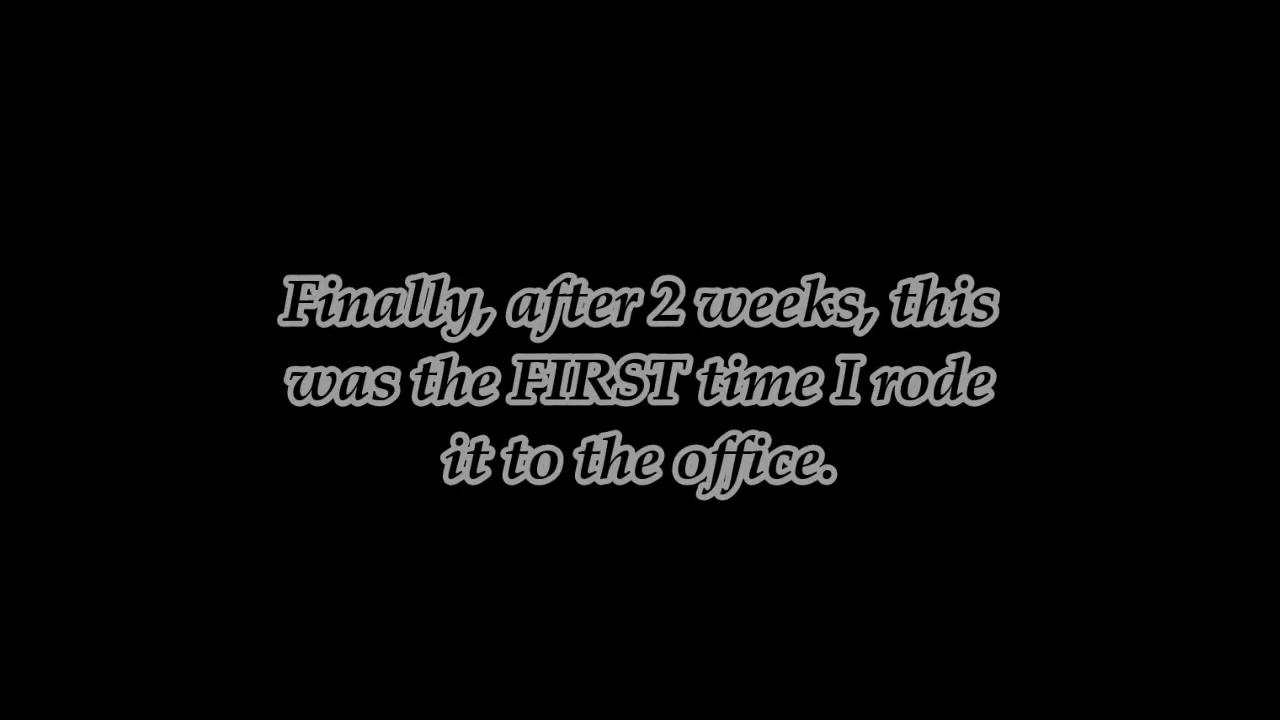 Finally, after 2 weeks, this
was the FIRST time I rode
it to the office.